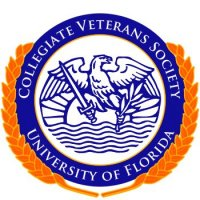 COLLEGIATE VETERANS SOCIETY
UNIVERSITY OF FLORIDA